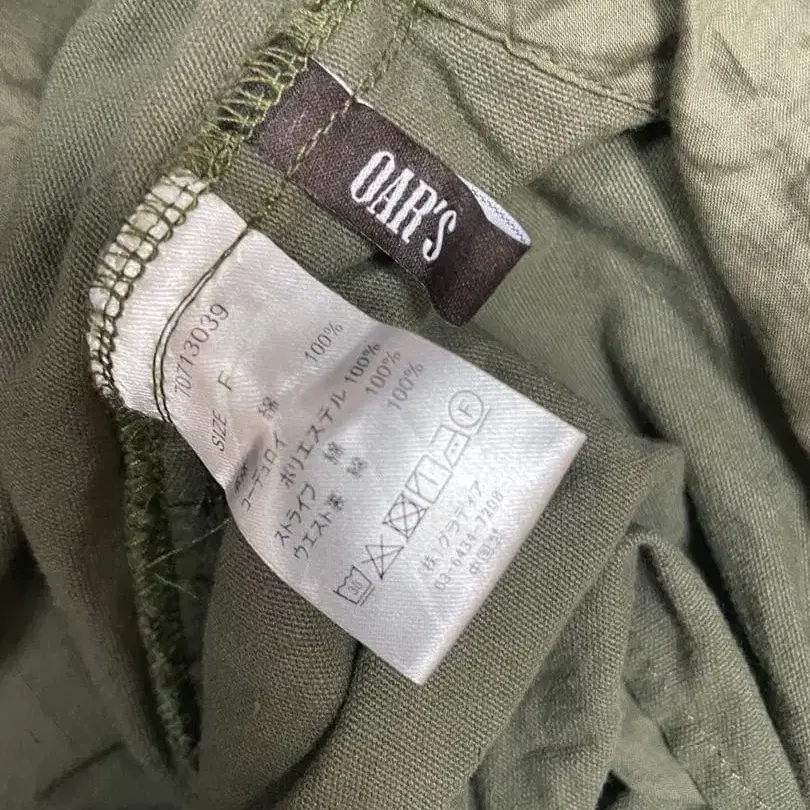 OAR'S
70713039
SIZE F
綿 100%
コーデュロイ ポリエステル 100%
ストライプ 綿 100%
ウエスト裏 綿 100%
30
F
株. グラディア
03-6434-7208
中国製